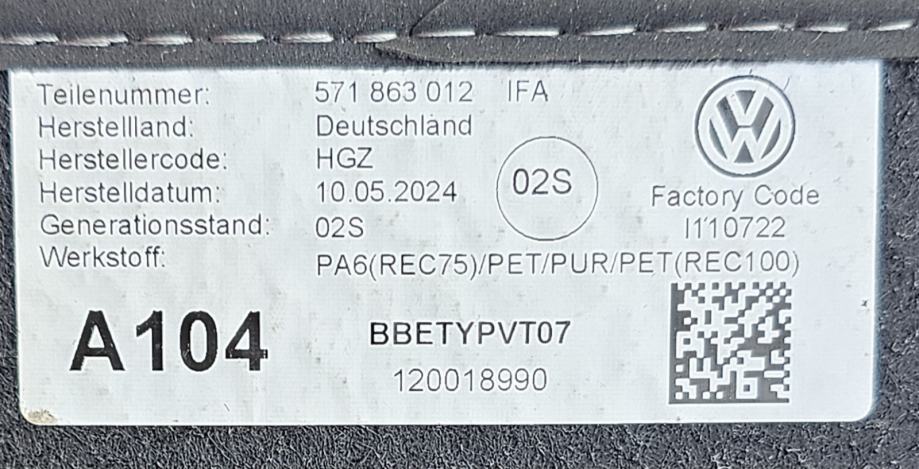 Teilenummer: 571 863 012 IFA
Herstellland: Deutschland
Herstellercode: HGZ
Herstelldatum: 10.05.2024
Generationsstand: 02S
Werkstoff: PA6(REC75)/PET/PUR/PET(REC100)
02S
Factory Code
I110722
A104
BBETYPVT07
120018990